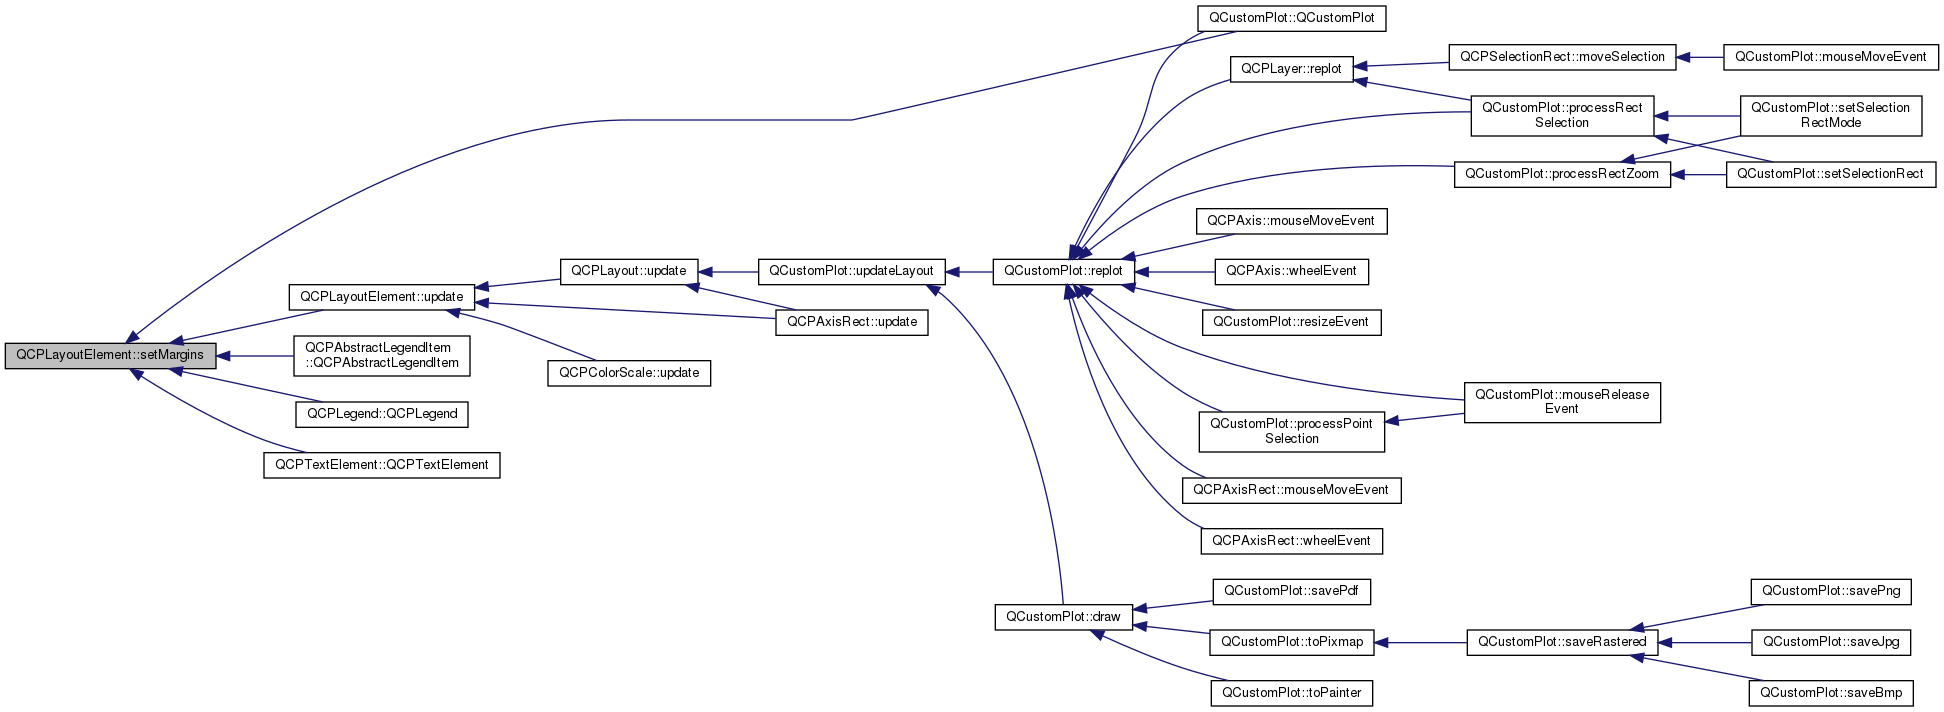 QCustomPlot::QCustomPlot
QCPLayer::replot
QCPSelectionRect::moveSelection
QCustomPlot::mouseMoveEvent
QCustomPlot::processRect
Selection
QCustomPlot::setSelection
RectMode
QCustomPlot::processRectZoom
QCustomPlot::setSelectionRect
QCPAxis::mouseMoveEvent
QCPLayout::update
QCustomPlot::updateLayout
QCustomPlot::replot
QCPAxis::wheelEvent
QCPLayoutElement::update
QCPAxisRect::update
QCustomPlot::resizeEvent
QCPLayoutElement::setMargins
QCPAbstractLegendItem
::QCPAbstractLegendItem
QCPColorScale::update
QCPLegend::QCPLegend
QCustomPlot::mouseRelease
Event
QCustomPlot::processPoint
Selection
QCPTextElement::QCPTextElement
QCPAxisRect::mouseMoveEvent
QCPAxisRect::wheelEvent
QCustomPlot::savePdf
QCustomPlot::savePng
QCustomPlot::draw
QCustomPlot::toPixmap
QCustomPlot::saveRastered
QCustomPlot::saveJpg
QCustomPlot::toPainter
QCustomPlot::saveBmp